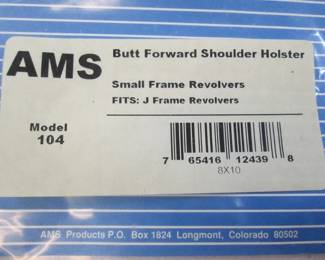 AMS
Butt Forward Shoulder Holster
Small Frame Revolvers
FITS: J Frame Revolvers
Model
104
7 65416 12439 8
8X10
AMS Products P.O. Box 1824 Longmont, Colorado 80502